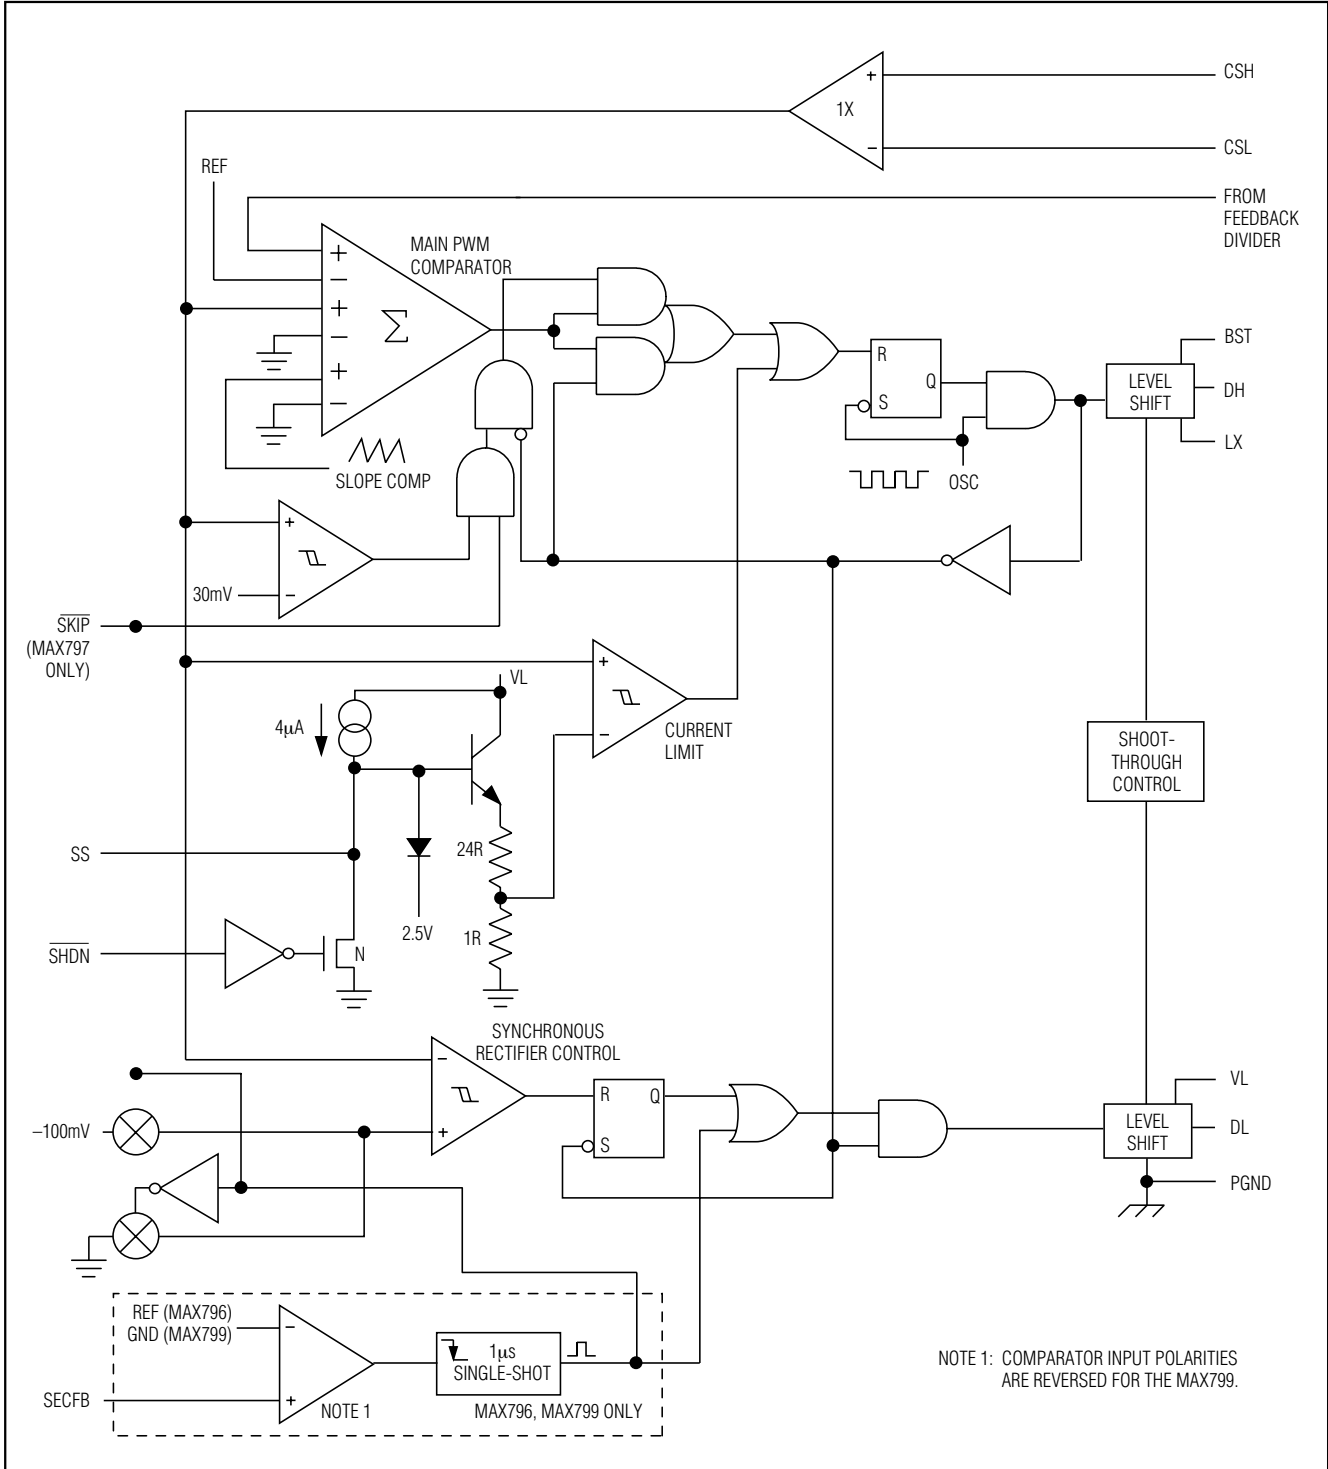 CSH
+
1X
CSL
−
REF
FROM
FEEDBACK
DIVIDER
MAIN PWM
COMPARATOR
+
−
+
Σ
−
+
−
SLOPE COMP
R
Q
S
OSC
BST
LEVEL
SHIFT
DH
LX
+
30mV
−
SKIP
(MAX797
ONLY)
VL
+
−
CURRENT
LIMIT
4µA
SHOOT-
THROUGH
CONTROL
24R
SS
2.5V
1R
SHDN
N
SYNCHRONOUS
RECTIFIER CONTROL
−
+
R
Q
S
–100mV
VL
LEVEL
SHIFT
DL
PGND
REF (MAX796)
GND (MAX799)
−
1µs
SINGLE-SHOT
SECFB
+
NOTE 1
MAX796, MAX799 ONLY
NOTE 1: COMPARATOR INPUT POLARITIES
ARE REVERSED FOR THE MAX799.